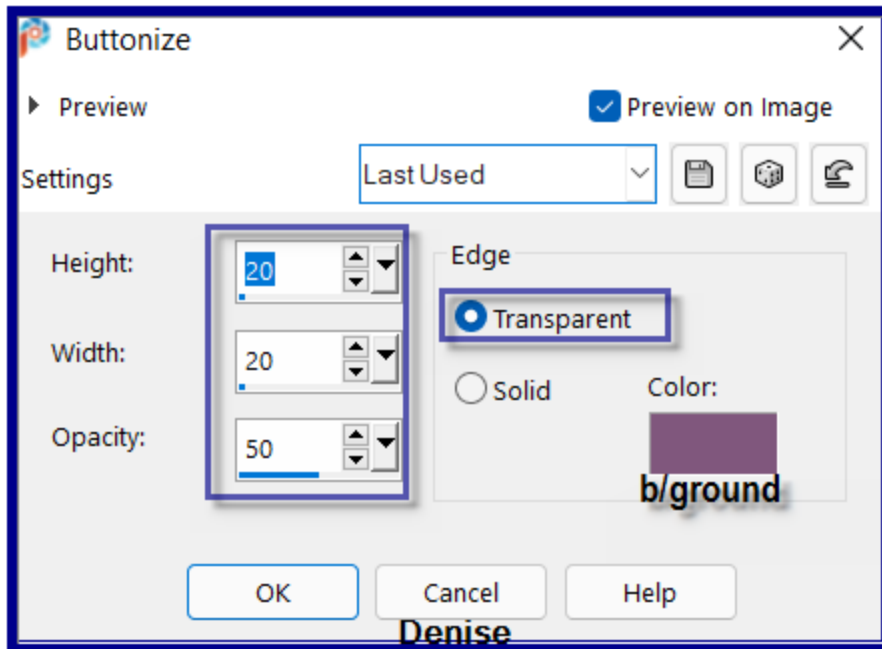 Buttonize
Preview
Preview on Image
Settings
Last Used
Height:
20
Edge
Transparent
Width:
20
Solid
Color:
Opacity:
50
b/ground
OK
Cancel
Help
Denise